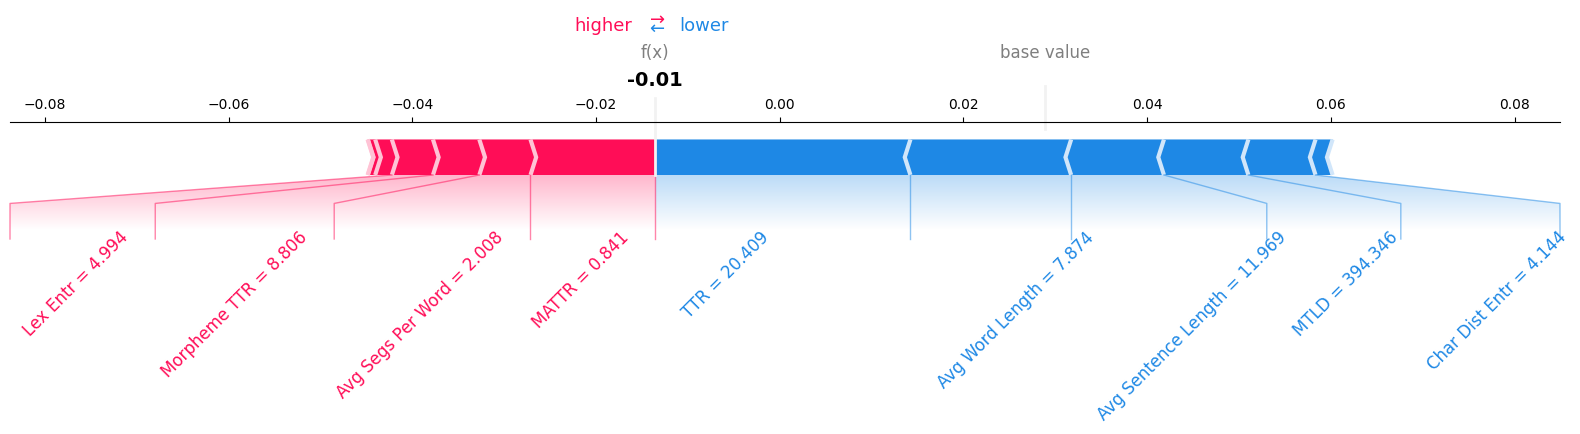 higher ⇄ lower
f(x) base value
-0.01
−0.08 −0.06 −0.04 −0.02 0.00 0.02 0.04 0.06 0.08
Lex Entr = 4.994
Morpheme TTR = 8.806
Avg Segs Per Word = 2.008
MATTR = 0.841
TTR = 20.409
Avg Word Length = 7.874
Avg Sentence Length = 11.969
MTLD = 394.346
Char Dist Entr = 4.144